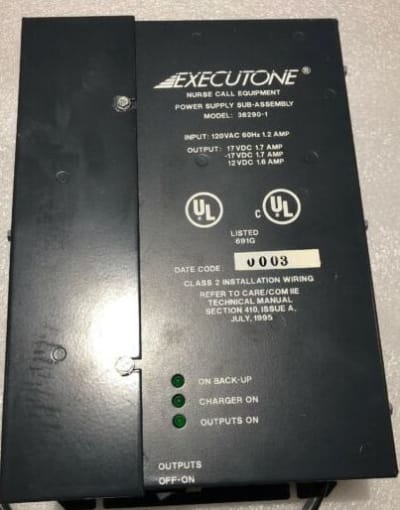 EXECUTONE®
NURSE CALL EQUIPMENT
POWER SUPPLY SUB-ASSEMBLY
MODEL: 38290-1
INPUT: 120VAC 60Hz 1.2 AMP
OUTPUT: 17VDC 1.7 AMP
-17VDC 1.7 AMP
12VDC 1.6 AMP
UL ® C UL ®
LISTED
691G
DATE CODE: 0003
CLASS 2 INSTALLATION WIRING
REFER TO CARE/COM IIE
TECHNICAL MANUAL
SECTION 410, ISSUE A,
JULY, 1995
ON BACK-UP
CHARGER ON
OUTPUTS ON
OUTPUTS
OFF-ON